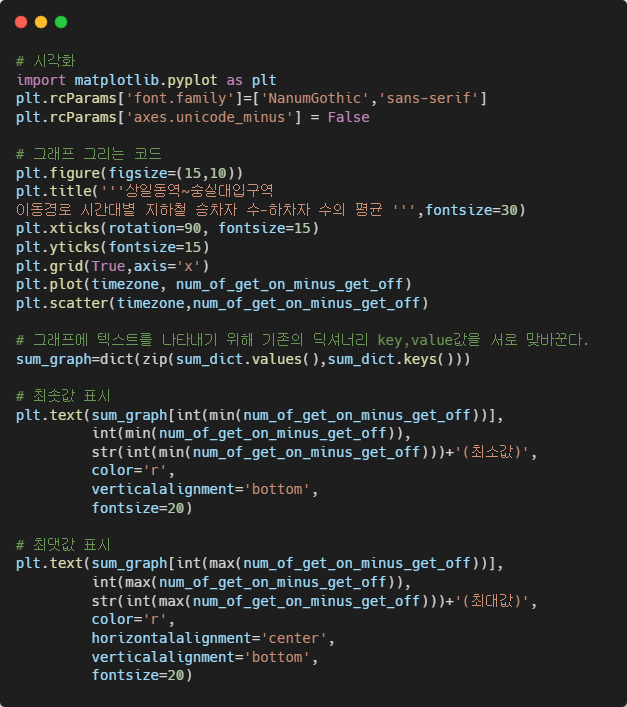 # 시각화
import matplotlib.pyplot as plt
plt.rcParams['font.family']=['NanumGothic','sans-serif']
plt.rcParams['axes.unicode_minus'] = False

# 그래프 그리는 코드
plt.figure(figsize=(15,10))
plt.title('''상일동역~숭실대입구역
이동경로 시간대별 지하철 승차자 수-하차자 수의 평균 ''',fontsize=30)
plt.xticks(rotation=90, fontsize=15)
plt.yticks(fontsize=15)
plt.grid(True,axis='x')
plt.plot(timezone, num_of_get_on_minus_get_off)
plt.scatter(timezone,num_of_get_on_minus_get_off)

# 그래프에 텍스트를 나타내기 위해 기존의 딕셔너리 key,value값을 서로 맞바꾼다.
sum_graph=dict(zip(sum_dict.values(),sum_dict.keys()))

# 최솟값 표시
plt.text(sum_graph[int(min(num_of_get_on_minus_get_off))],
         int(min(num_of_get_on_minus_get_off)),
         str(int(min(num_of_get_on_minus_get_off)))+'(최소값)',
         color='r',
         verticalalignment='bottom',
         fontsize=20)

# 최댓값 표시
plt.text(sum_graph[int(max(num_of_get_on_minus_get_off))],
         int(max(num_of_get_on_minus_get_off)),
         str(int(max(num_of_get_on_minus_get_off)))+'(최대값)',
         color='r',
         horizontalalignment='center',
         verticalalignment='bottom',
         fontsize=20)